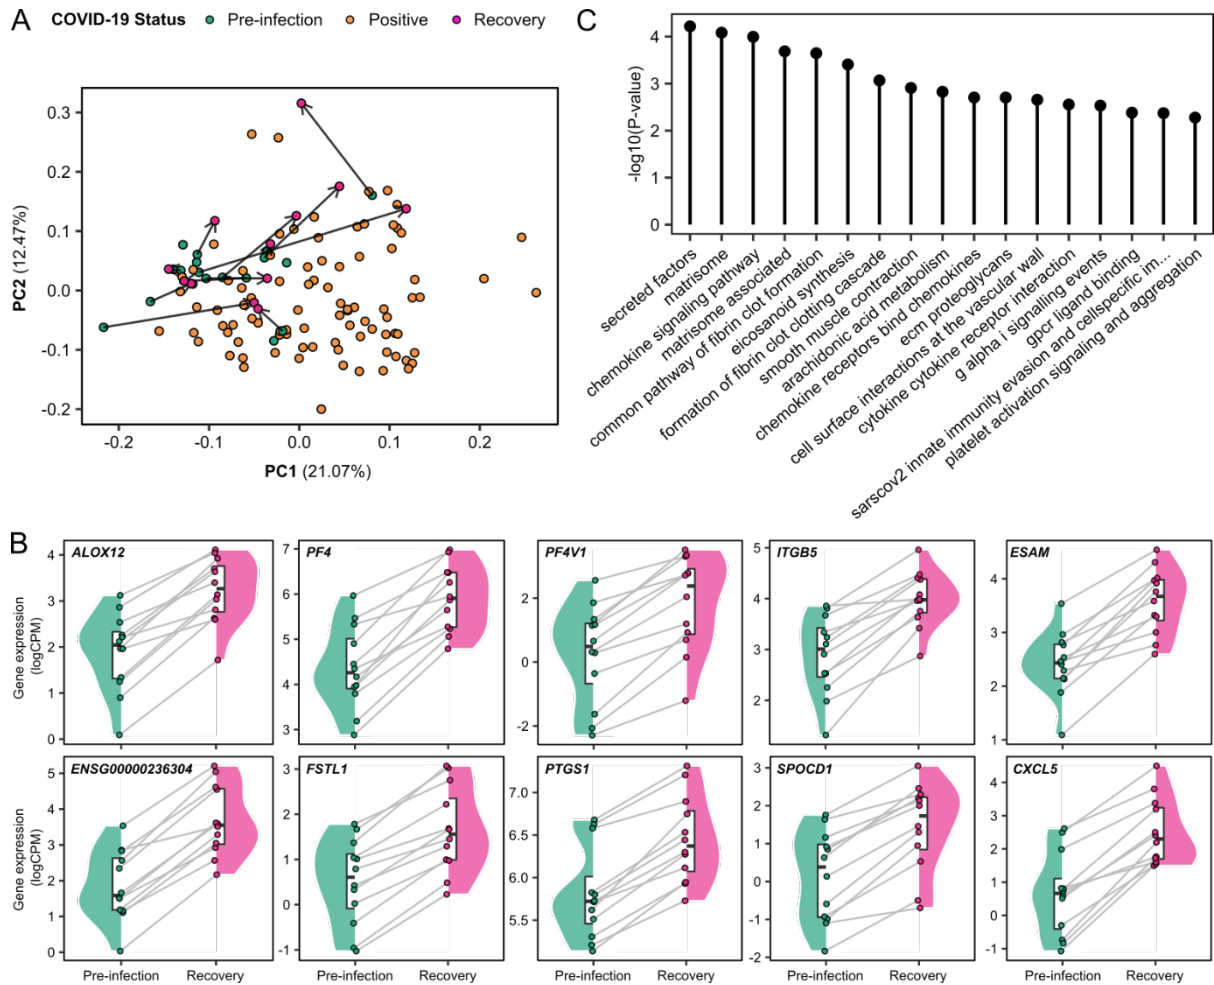 A COVID-19 Status Pre-infection Positive Recovery
0.3
0.2
0.1
0.0
-0.1
-0.2
PC2 (12.47%)
-0.2 -0.1 0.0 0.1 0.2
PC1 (21.07%)
C
4
3
2
1
0
-log10(P-value)
secreted factors
matrisome
chemokine signaling pathway
matrisome associated
common pathway of fibrin clot formation
eicosanoid synthesis
formation of fibrin clot clotting cascade
smooth muscle contraction
arachidonic acid metabolism
chemokine receptors bind chemokines
ecm proteoglycans
cell surface interactions at the vascular wall
cytokine cytokine receptor interaction
g alpha i signalling events
gpcr ligand binding
sarscov2 innate immunity evasion and cellspecific im...
platelet activation signaling and aggregation
B
Gene expression
(logCPM)
ALOX12
4
3
2
1
0
PF4
7
6
5
4
3
PF4V1
2
0
-2
ITGB5
5
4
3
2
ESAM
4
3
2
1
Gene expression
(logCPM)
ENSG00000236304
5
4
3
2
1
0
Pre-infection Recovery
FSTL1
3
2
1
0
-1
Pre-infection Recovery
PTGS1
7.0
6.5
6.0
5.5
Pre-infection Recovery
SPOCD1
3
2
1
0
-1
-2
Pre-infection Recovery
CXCL5
4
3
2
1
0
-1
Pre-infection Recovery